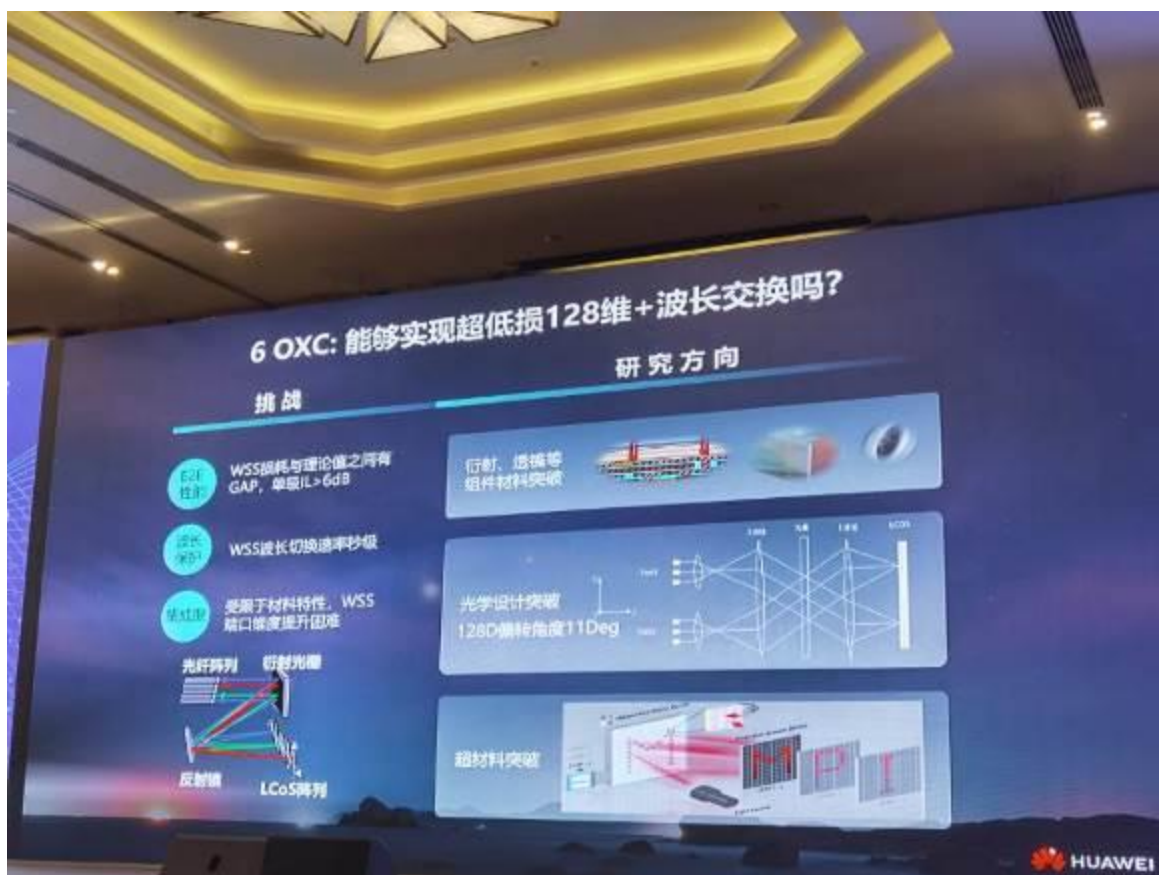 6 OXC: 能够实现超低损128维+波长交换吗?
挑战
研究方向
E2E
性能
WSS损耗与理论值之间有
GAP，单级IL>6dB
波长
保护
WSS波长切换速率秒级
集成度
受限于材料特性，WSS
端口维度提升困难
光纤阵列
衍射光栅
反射镜
LCoS阵列
衍射、透镜等
组件材料突破
光学设计突破
128D偏转角度11Deg
LCOS
超材料突破
M P I
HUAWEI